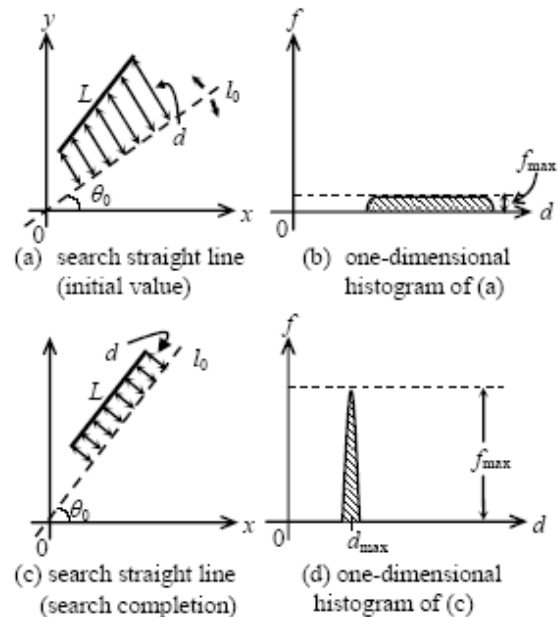 y
L
l0
d
θ0
x
0
(a) search straight line
(initial value)
f
fmax
0
d
(b) one-dimensional
histogram of (a)
d
l0
L
θ0
x
0
(c) search straight line
(search completion)
f
fmax
0
dmax
d
(d) one-dimensional
histogram of (c)